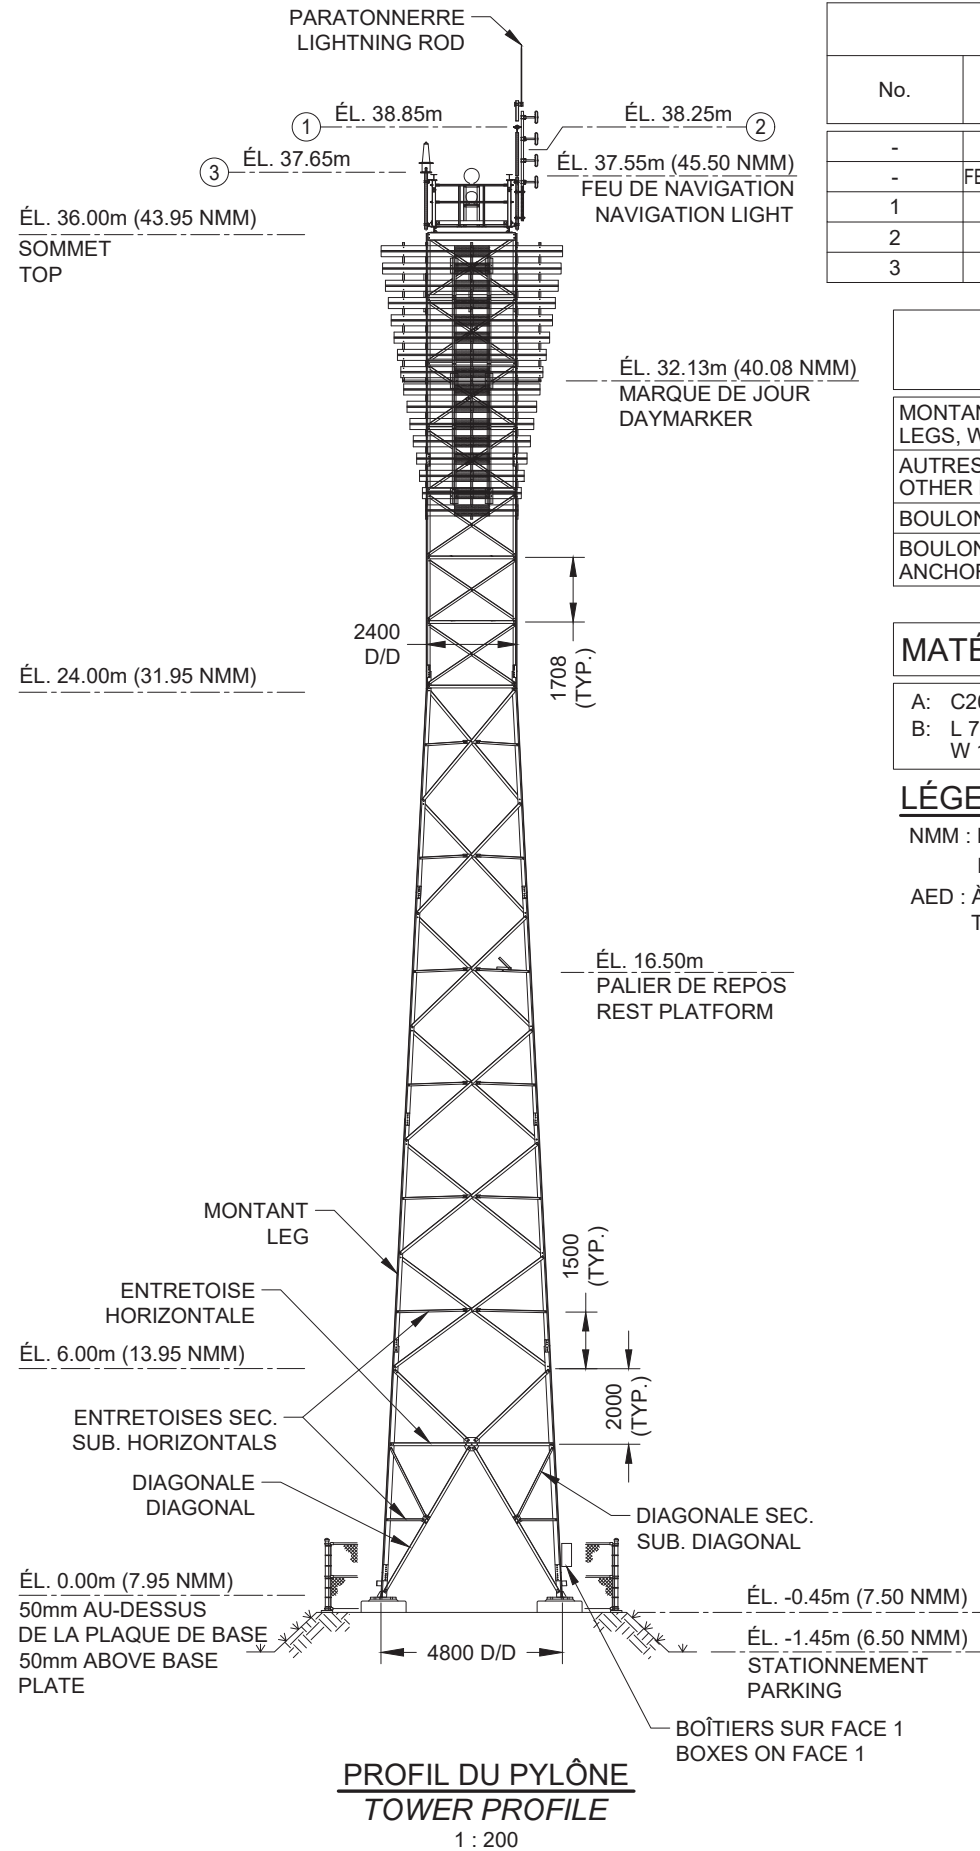 PARATONNERRE
LIGHTNING ROD
1
ÉL. 38.85m
ÉL. 38.25m
2
3
ÉL. 37.65m
ÉL. 37.55m (45.50 NMM)
FEU DE NAVIGATION
NAVIGATION LIGHT
ÉL. 36.00m (43.95 NMM)
SOMMET
TOP
ÉL. 32.13m (40.08 NMM)
MARQUE DE JOUR
DAYMARKER
2400
D/D
1708
(TYP.)
ÉL. 24.00m (31.95 NMM)
ÉL. 16.50m
PALIER DE REPOS
REST PLATFORM
MONTANT
LEG
1500
(TYP.)
ENTRETOISE
HORIZONTALE
ÉL. 6.00m (13.95 NMM)
2000
(TYP.)
ENTRETOISES SEC.
SUB. HORIZONTALS
DIAGONALE
DIAGONAL
DIAGONALE SEC.
SUB. DIAGONAL
ÉL. 0.00m (7.95 NMM)
50mm AU-DESSUS
DE LA PLAQUE DE BASE
50mm ABOVE BASE
PLATE
4800 D/D
ÉL. -0.45m (7.50 NMM)
ÉL. -1.45m (6.50 NMM)
STATIONNEMENT
PARKING
BOÎTIERS SUR FACE 1
BOXES ON FACE 1
PROFIL DU PYLÔNE
TOWER PROFILE
1 : 200
No.
-
-
1
2
3
LEGS,
AUTRES
OTHER
A:
B: L
W
NMM :
AED :